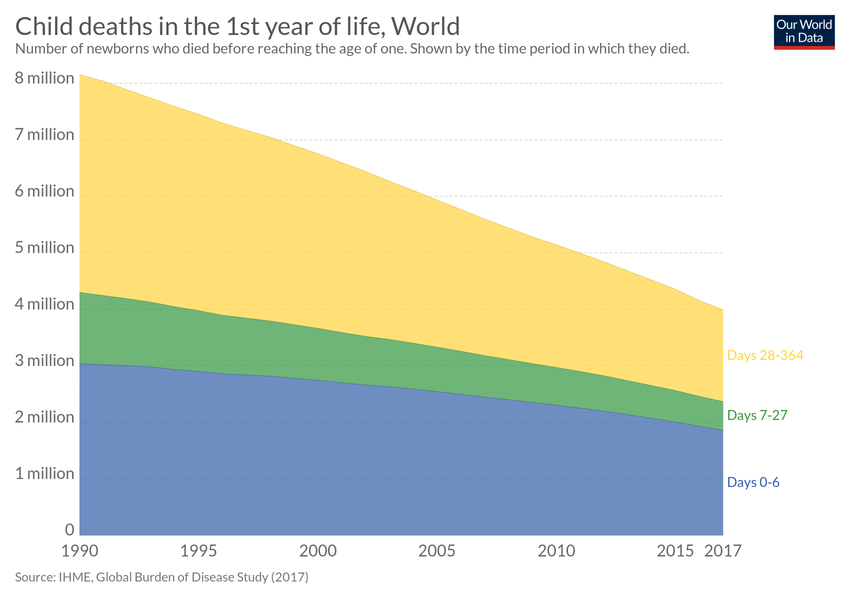 Child deaths in the 1st year of life, World
Number of newborns who died before reaching the age of one. Shown by the time period in which they died.
Our World
in Data
8 million
7 million
6 million
5 million
4 million
3 million
2 million
1 million
0
Days 28-364
Days 7-27
Days 0-6
1990 1995 2000 2005 2010 2015 2017
Source: IHME, Global Burden of Disease Study (2017)